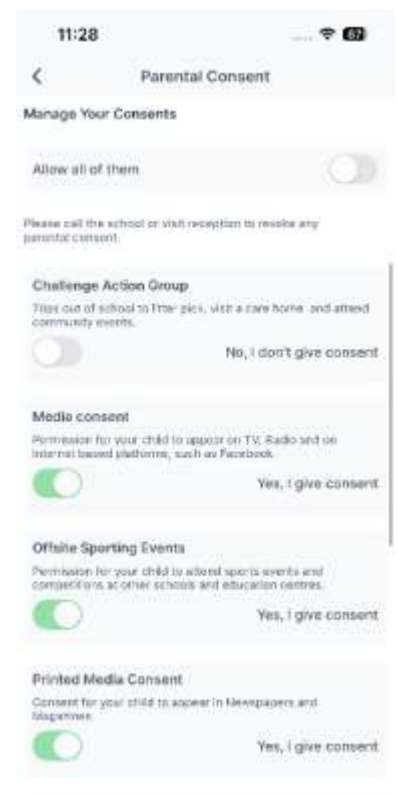 11:28
67
Parental Consent
Manage Your Consents
Allow all of them
Please call the school or visit reception to revoke any
parental consent.
Challenge Action Group
Trips out of school to litter pick, visit a care home and attend
community events.
No, I don't give consent
Media consent
Permission for your child to appear on TV, Radio and on
Internet based platforms, such as Facebook.
Yes, I give consent
Offsite Sporting Events
Permission for your child to attend sports events and
competitions at other schools and education centres.
Yes, I give consent
Printed Media Consent
Consent for your child to appear in Newspapers and
Magazines.
Yes, I give consent